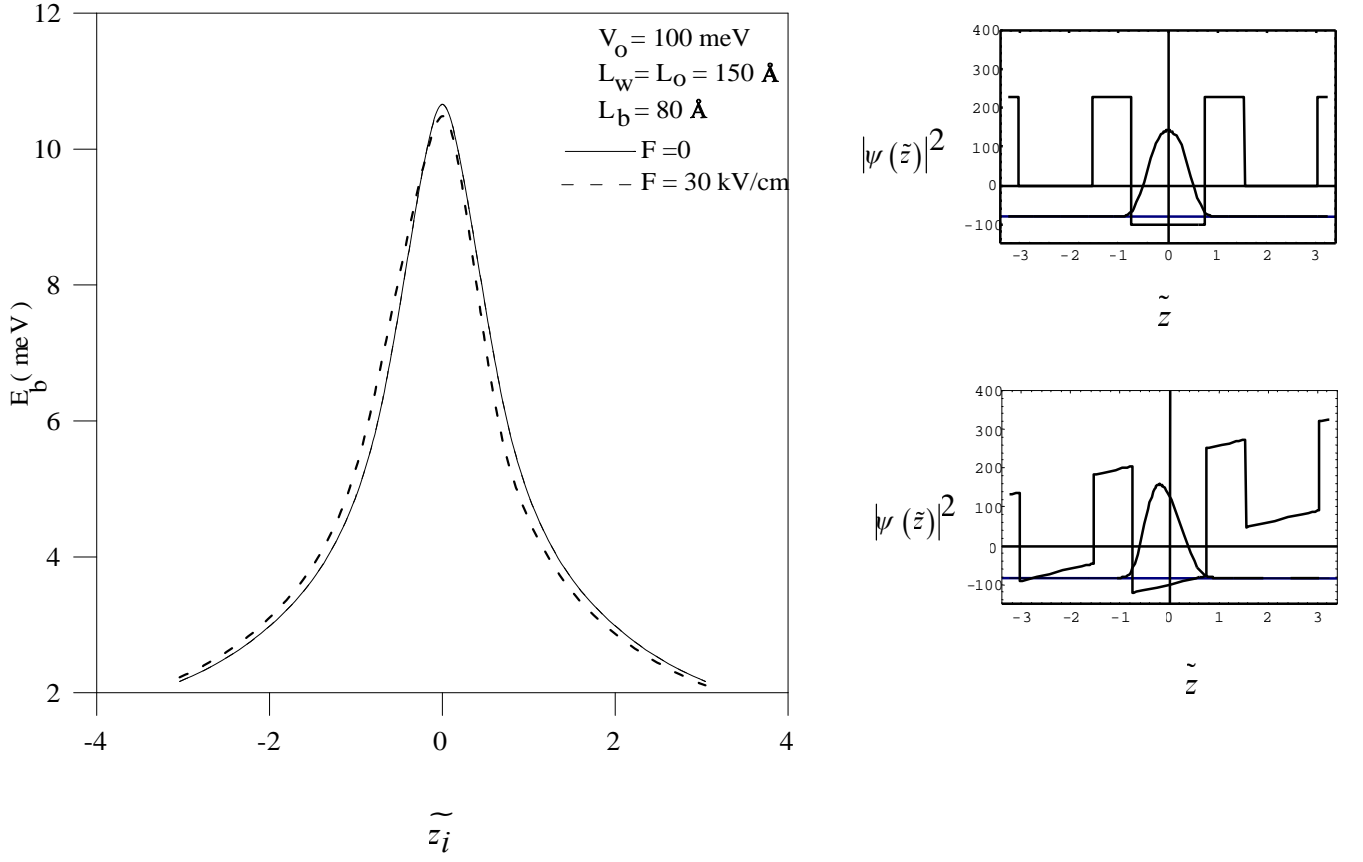 12
10
8
6
4
2
E_b ( meV )
V_o = 100 meV
L_w = L_o = 150 Å
L_b = 80 Å
F =0
F = 30 kV/cm
-4 -2 0 2 4
z̃_i
400
300
200
100
0
-100
|ψ(z̃)|²
-3 -2 -1 0 1 2 3
z̃
400
300
200
100
0
-100
|ψ(z̃)|²
-3 -2 -1 0 1 2 3
z̃